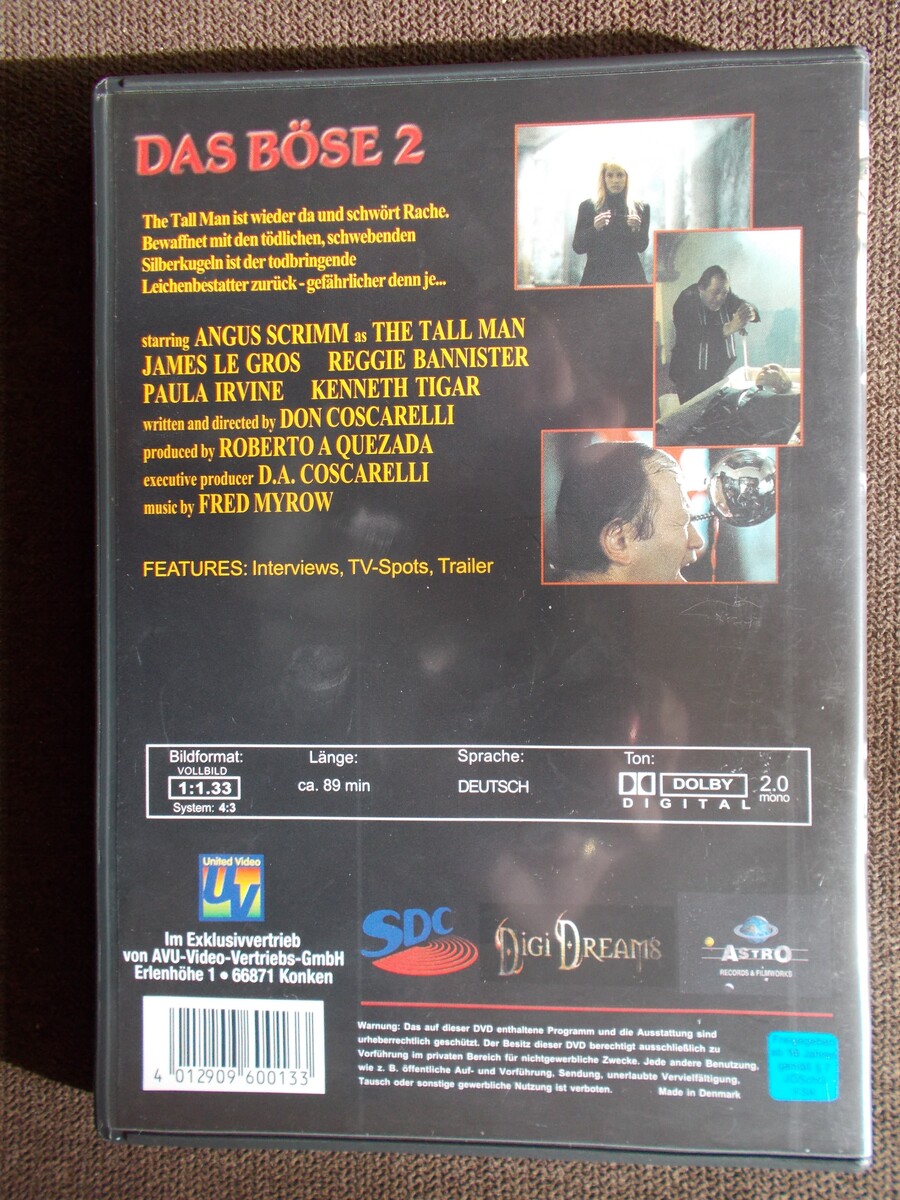 DAS BÖSE 2
The Tall Man ist wieder da und schwört Rache.
Bewaffnet mit den tödlichen, schwebenden
Silberkugeln ist der todbringende
Leichenbestatter zurück - gefährlicher denn je...
starring ANGUS SCRIMM as THE TALL MAN
JAMES LE GROS REGGIE BANNISTER
PAULA IRVINE KENNETH TIGAR
written and directed by DON COSCARELLI
produced by ROBERTO A QUEZADA
executive producer D.A. COSCARELLI
music by FRED MYROW
FEATURES: Interviews, TV-Spots, Trailer
Bildformat:
VOLLBILD
1:1.33
System: 4:3
Länge:
ca. 89 min
Sprache:
DEUTSCH
Ton:
DOLBY
DIGITAL
2.0
mono
United Video
UTV
Im Exklusivvertrieb
von AVU-Video-Vertriebs-GmbH
Erlenhöhe 1 • 66871 Konken
SDC
DIGI DREAMS
ASTRO
RECORDS & FILMWORKS
4 012909 600133
Warnung: Das auf dieser DVD enthaltene Programm und die Ausstattung sind
urheberrechtlich geschützt. Der Besitz dieser DVD berechtigt ausschließlich zu
Vorführung im privaten Bereich für nichtgewerbliche Zwecke. Jede andere Benutzung,
wie z. B. öffentliche Auf- und Vorführung, Sendung, unerlaubte Vervielfältigung,
Tausch oder sonstige gewerbliche Nutzung ist verboten.
Made in Denmark
Freigegeben